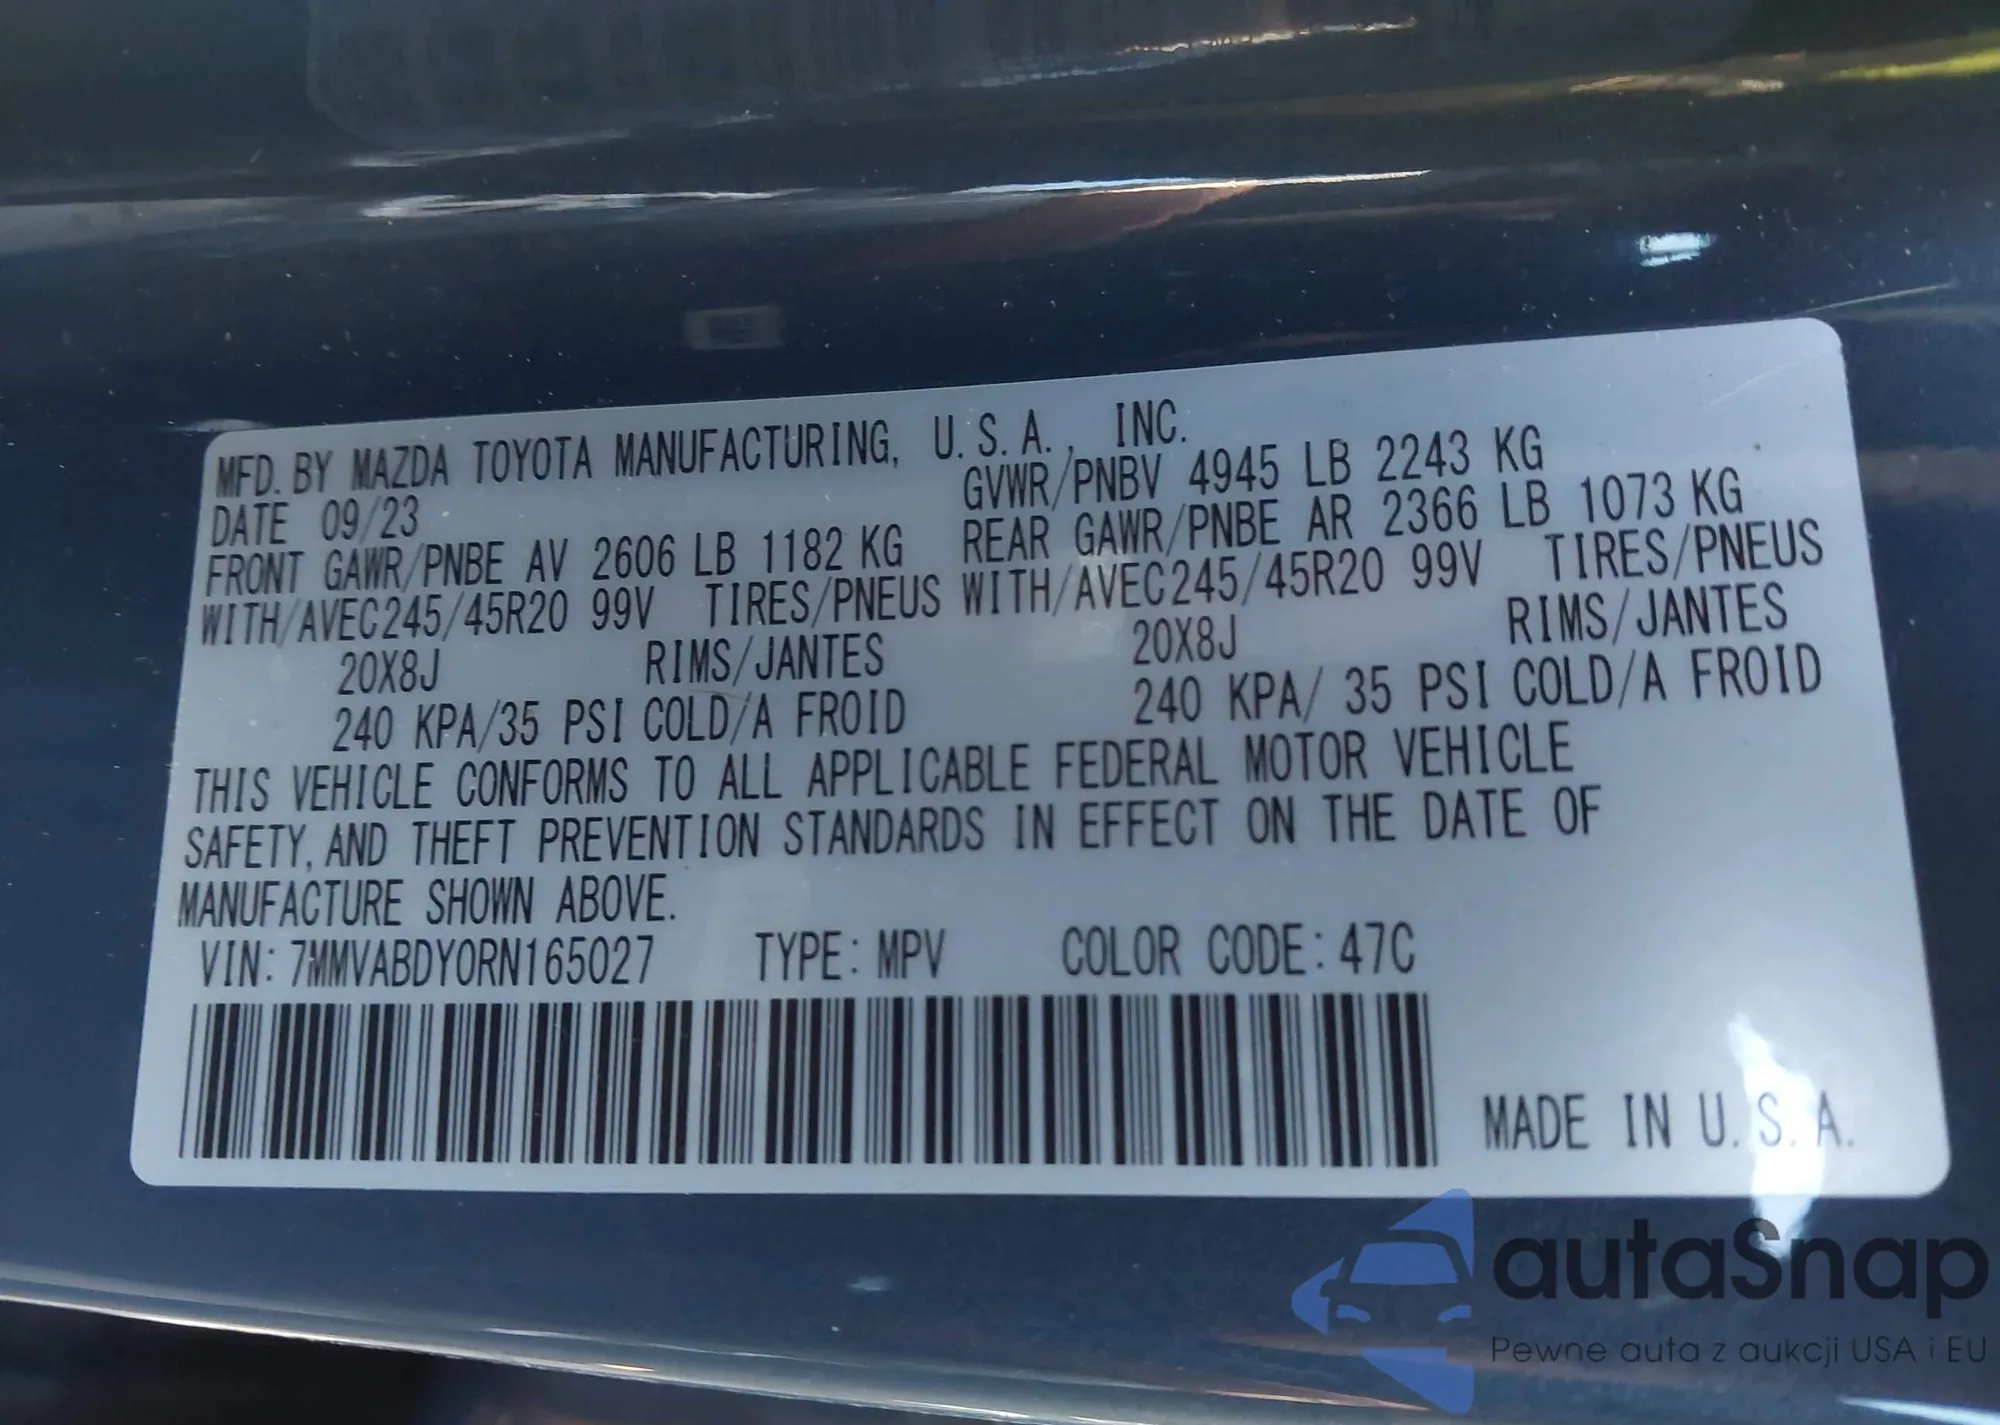 MFD. BY MAZDA TOYOTA MANUFACTURING, U.S.A., INC.
DATE 09/23 GVWR/PNBV 4945 LB 2243 KG
FRONT GAWR/PNBE AV 2606 LB 1182 KG REAR GAWR/PNBE AR 2366 LB 1073 KG
WITH/AVEC245/45R20 99V TIRES/PNEUS WITH/AVEC245/45R20 99V TIRES/PNEUS
20X8J RIMS/JANTES 20X8J RIMS/JANTES
240 KPA/35 PSI COLD/A FROID 240 KPA/ 35 PSI COLD/A FROID
THIS VEHICLE CONFORMS TO ALL APPLICABLE FEDERAL MOTOR VEHICLE
SAFETY, AND THEFT PREVENTION STANDARDS IN EFFECT ON THE DATE OF
MANUFACTURE SHOWN ABOVE.
VIN: 7MMVABDY0RN165027 TYPE: MPV COLOR CODE: 47C
MADE IN U.S.A.
autaSnap
Pewne auta z aukcji USA i EU